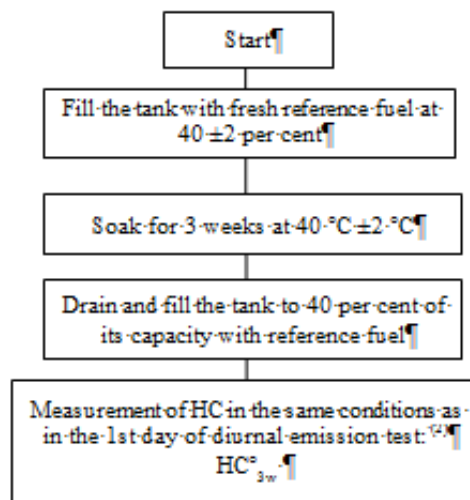 Start¶
Fill·the·tank·with·fresh·reference·fuel·at·
40·±2·per·cent¶
Soak·for·3·weeks·at·40·°C·±2·°C¶
Drain·and·fill·the·tank·to·40·per·cent·of·
its·capacity·with·reference·fuel¶
Measurement·of·HC·in·the·same·conditions·as·
in·the·1st·day·of·diurnal·emission·test:·(2)¶
HC°3w·¶